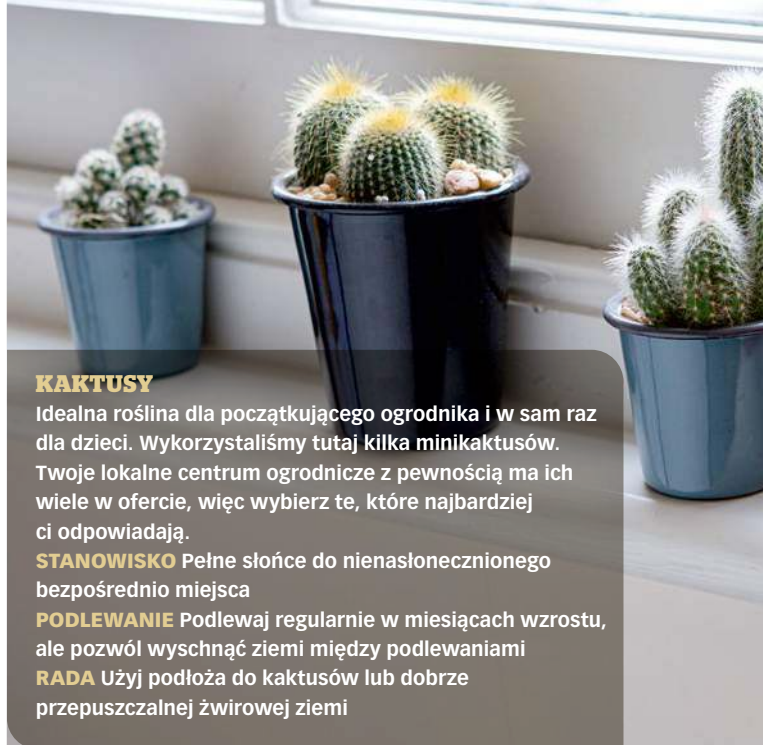 KAKTUSY
Idealna roślina dla początkującego ogrodnika i w sam raz
dla dzieci. Wykorzystaliśmy tutaj kilka minikaktusów.
Twoje lokalne centrum ogrodnicze z pewnością ma ich
wiele w ofercie, więc wybierz te, które najbardziej
ci odpowiadają.
STANOWISKO Pełne słońce do nienasłonecznionego
bezpośrednio miejsca
PODLEWANIE Podlewaj regularnie w miesiącach wzrostu,
ale pozwól wyschnąć ziemi między podlewaniami
RADA Użyj podłoża do kaktusów lub dobrze
przepuszczalnej żwirowej ziemi